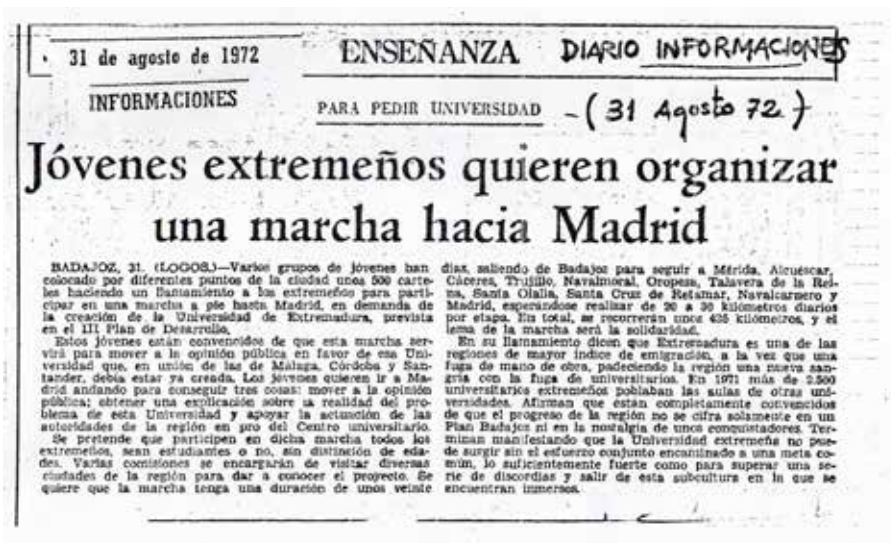 31 de agosto de 1972
INFORMACIONES
ENSEÑANZA
DIARIO INFORMACIONES
PARA PEDIR UNIVERSIDAD
-(31 Agosto 72)
Jóvenes extremeños quieren organizar
una marcha hacia Madrid
BADAJOZ, 31. (LOGOS.)—Varios grupos de jóvenes han
colocado por diferentes puntos de la ciudad unos 500 carte-
les haciendo un llamamiento a los extremeños para parti-
cipar en una marcha a pie hasta Madrid, en demanda de
la creación de la Universidad de Extremadura, prevista
en el III Plan de Desarrollo.
Estos jóvenes están convencidos de que esta marcha ser-
virá para mover a la opinión pública en favor de esa Uni-
versidad que, en unión de las de Málaga, Córdoba y San-
tander, debía estar ya creada. Los jóvenes quieren ir a Ma-
drid andando para conseguir tres cosas: mover a la opinión
pública; obtener una explicación sobre la realidad del pro-
blema de esta Universidad y apoyar la actuación de las
autoridades de la región en pro del Centro universitario.
Se pretende que participen en dicha marcha todos los
extremeños, sean estudiantes o no, sin distinción de eda-
des. Varias comisiones se encargarán de visitar diversas
ciudades de la región para dar a conocer el proyecto. Se
quiere que la marcha tenga una duración de unos veinte
días, saliendo de Badajoz para seguir a Mérida, Alcuéscar,
Cáceres, Trujillo, Navalmoral, Oropesa, Talavera de la Rei-
na, Santa Olalla, Santa Cruz de Retamar, Navalcarnero y
Madrid, esperándose realizar de 20 a 30 kilómetros diarios
por etapa. En total, se recorrerán unos 425 kilómetros, y el
lema de la marcha será la solidaridad.
En su llamamiento dicen que Extremadura es una de las
regiones de mayor índice de emigración, a la vez que una
fuga de mano de obra, padeciendo la región una nueva san-
gría con la fuga de universitarios. En 1971 más de 2.500
universitarios extremeños poblaban las aulas de otras uni-
versidades. Afirman que están completamente convencidos
de que el progreso de la región no se cifra solamente en un
Plan Badajoz ni en la nostalgia de unos conquistadores. Ter-
minan manifestando que la Universidad extremeña no pue-
de surgir sin el esfuerzo conjunto encaminado a una meta co-
mún, lo suficientemente fuerte como para superar una se-
rie de discordias y salir de esta subcultura en la que se
encuentran inmersos.